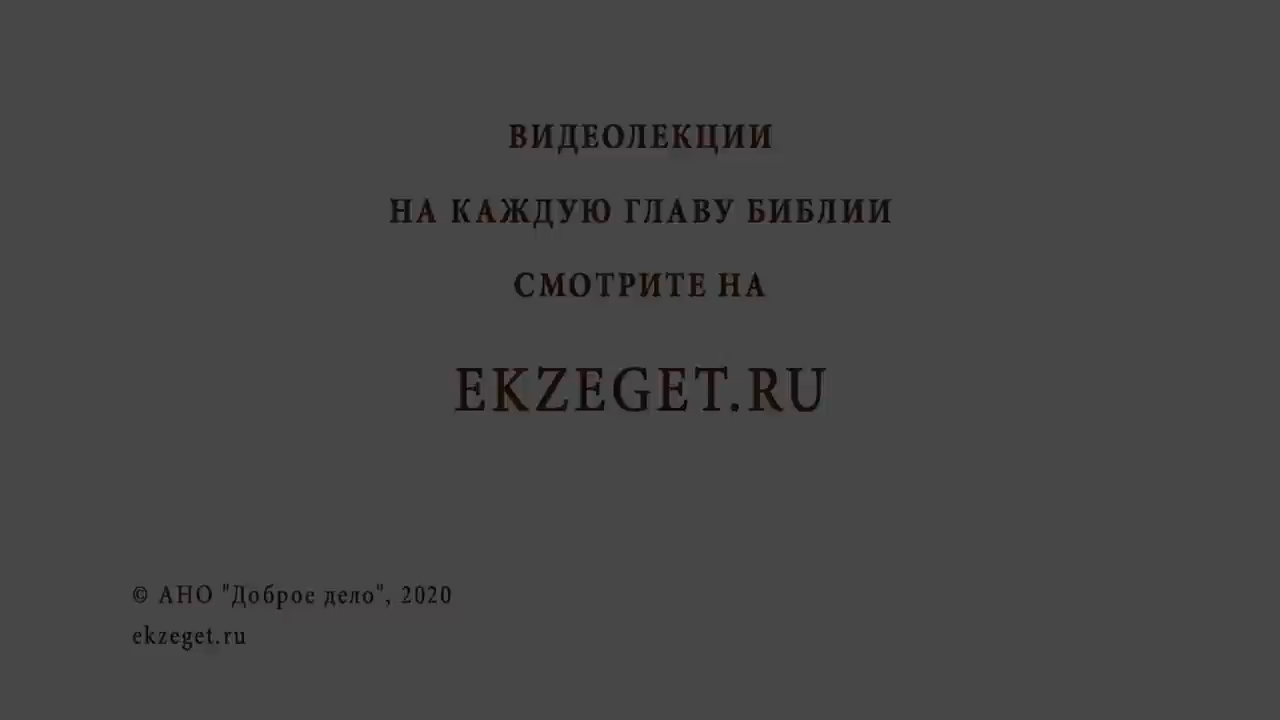 ВИДЕОЛЕКЦИИ
НА КАЖДУЮ ГЛАВУ БИБЛИИ
СМОТРИТЕ НА
EKZEGET.RU
© АНО "Доброе дело", 2020
ekzeget.ru